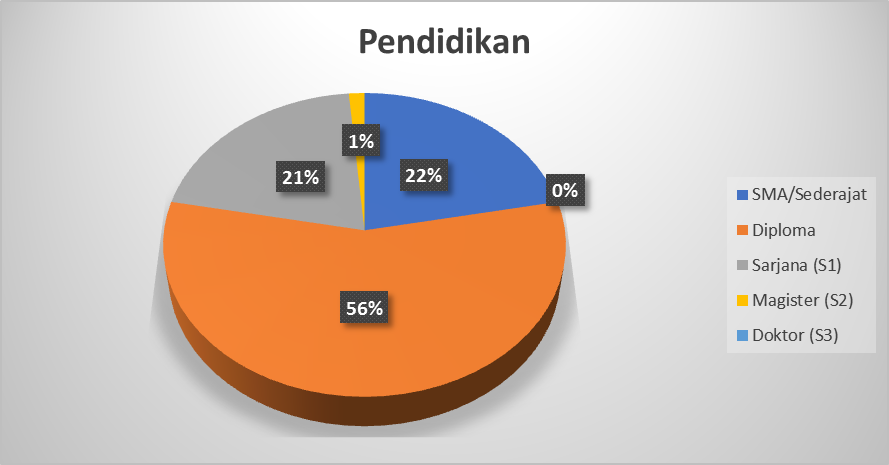 Pendidikan
1%
21%
22%
0%
56%
SMA/Sederajat
Diploma
Sarjana (S1)
Magister (S2)
Doktor (S3)